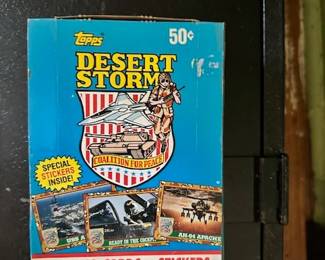 Topps
50¢
DESERT
STORM
COALITION FOR PEACE
SPECIAL
STICKERS
INSIDE!
READY IN THE COCKPIT
AH-64 APACHE